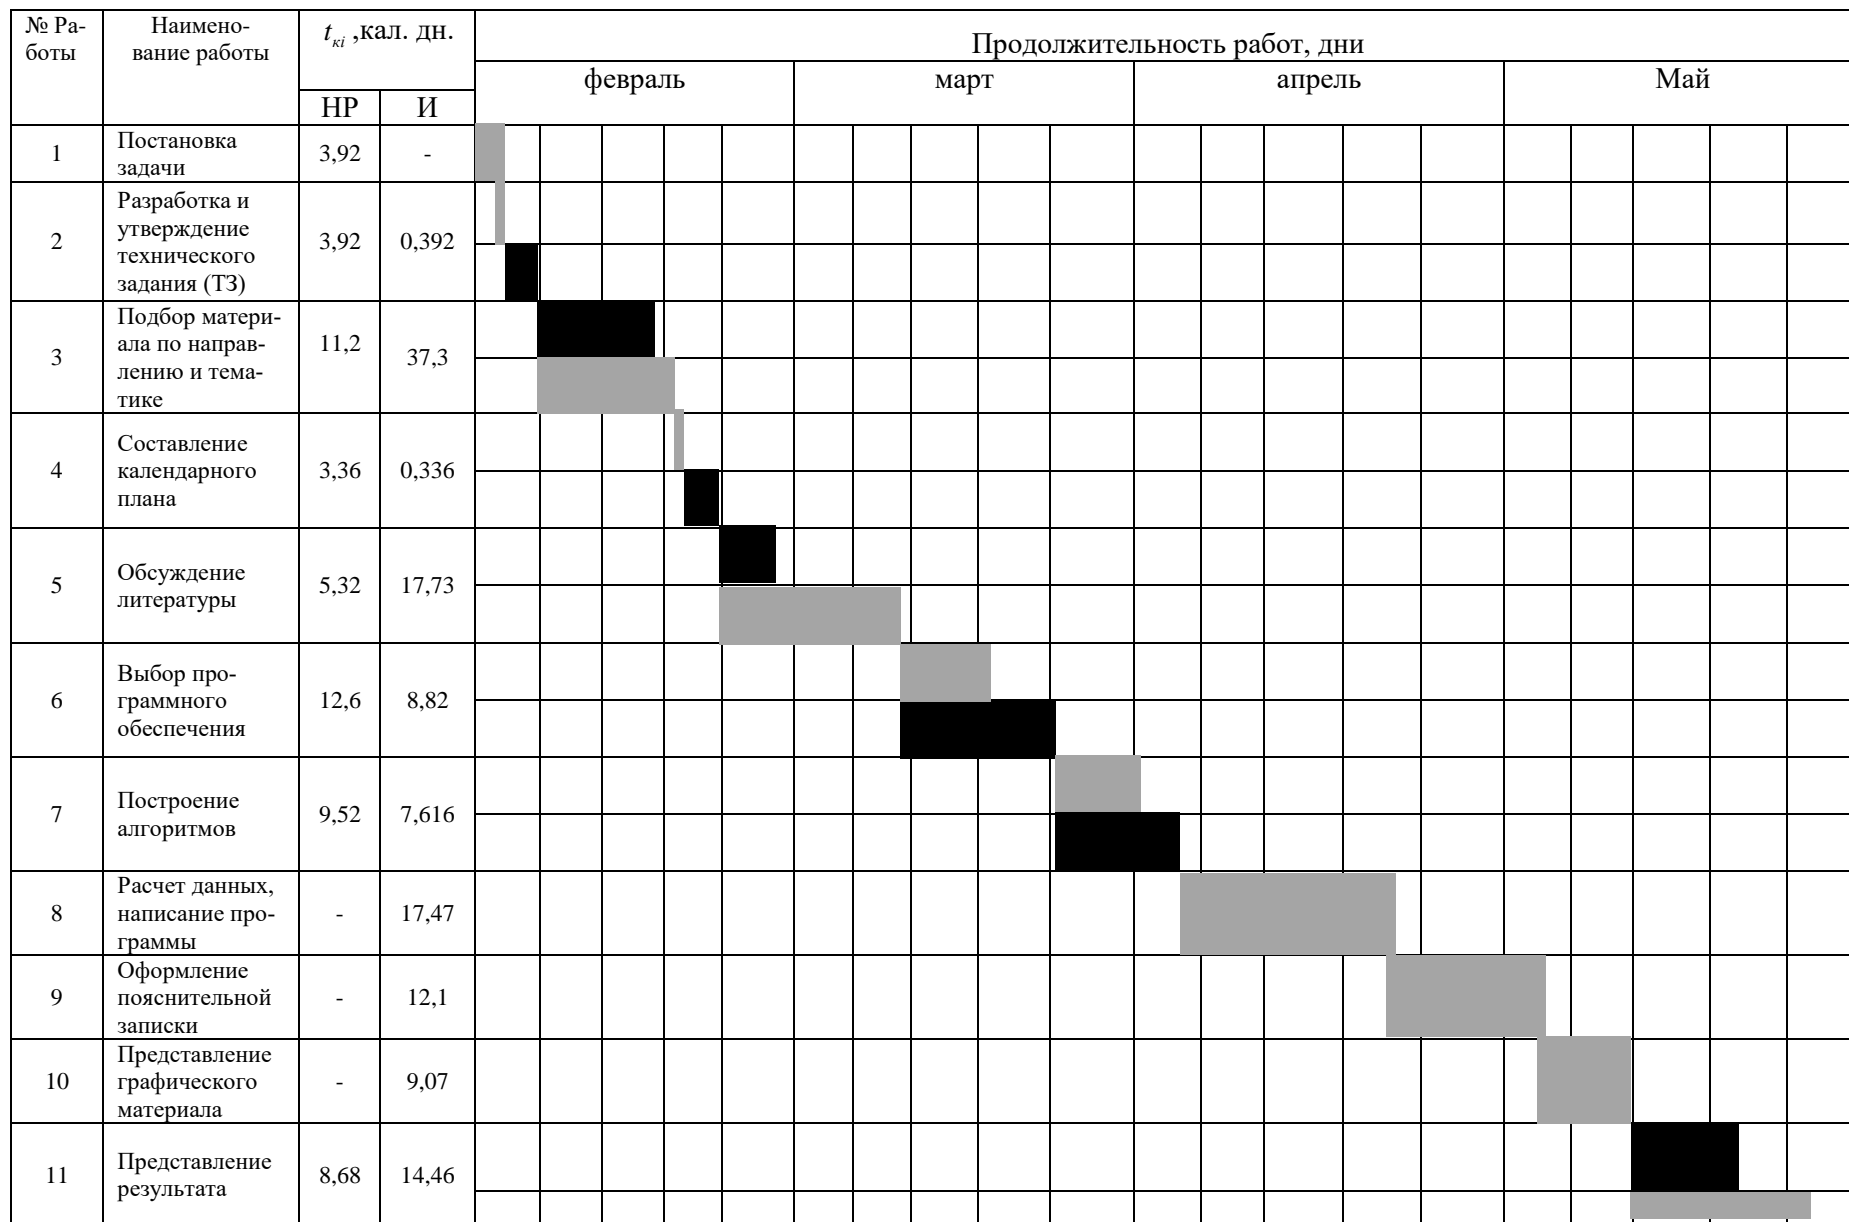 № Ра-
боты
Наимено-
вание работы
tкi ,кал. дн.
Продолжительность работ, дни
НР
И
февраль
март
апрель
Май
1
Постановка
задачи
3,92
-
2
Разработка и
утверждение
технического
задания (ТЗ)
3,92
0,392
3
Подбор матери-
ала по направ-
лению и тема-
тике
11,2
37,3
4
Составление
календарного
плана
3,36
0,336
5
Обсуждение
литературы
5,32
17,73
6
Выбор про-
граммного
обеспечения
12,6
8,82
7
Построение
алгоритмов
9,52
7,616
8
Расчет данных,
написание про-
граммы
-
17,47
9
Оформление
пояснительной
записки
-
12,1
10
Представление
графического
материала
-
9,07
11
Представление
результата
8,68
14,46